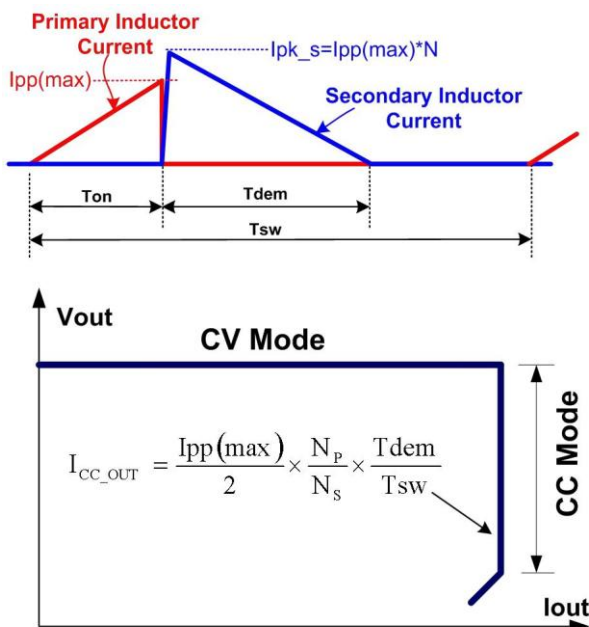 Primary Inductor
Current
Ipk_s=Ipp(max)*N
Ipp(max)
Secondary Inductor
Current
Ton
Tdem
Tsw
Vout
CV Mode
I_CC_OUT = Ipp(max)/2 × N_P/N_S × Tdem/Tsw
CC Mode
Iout